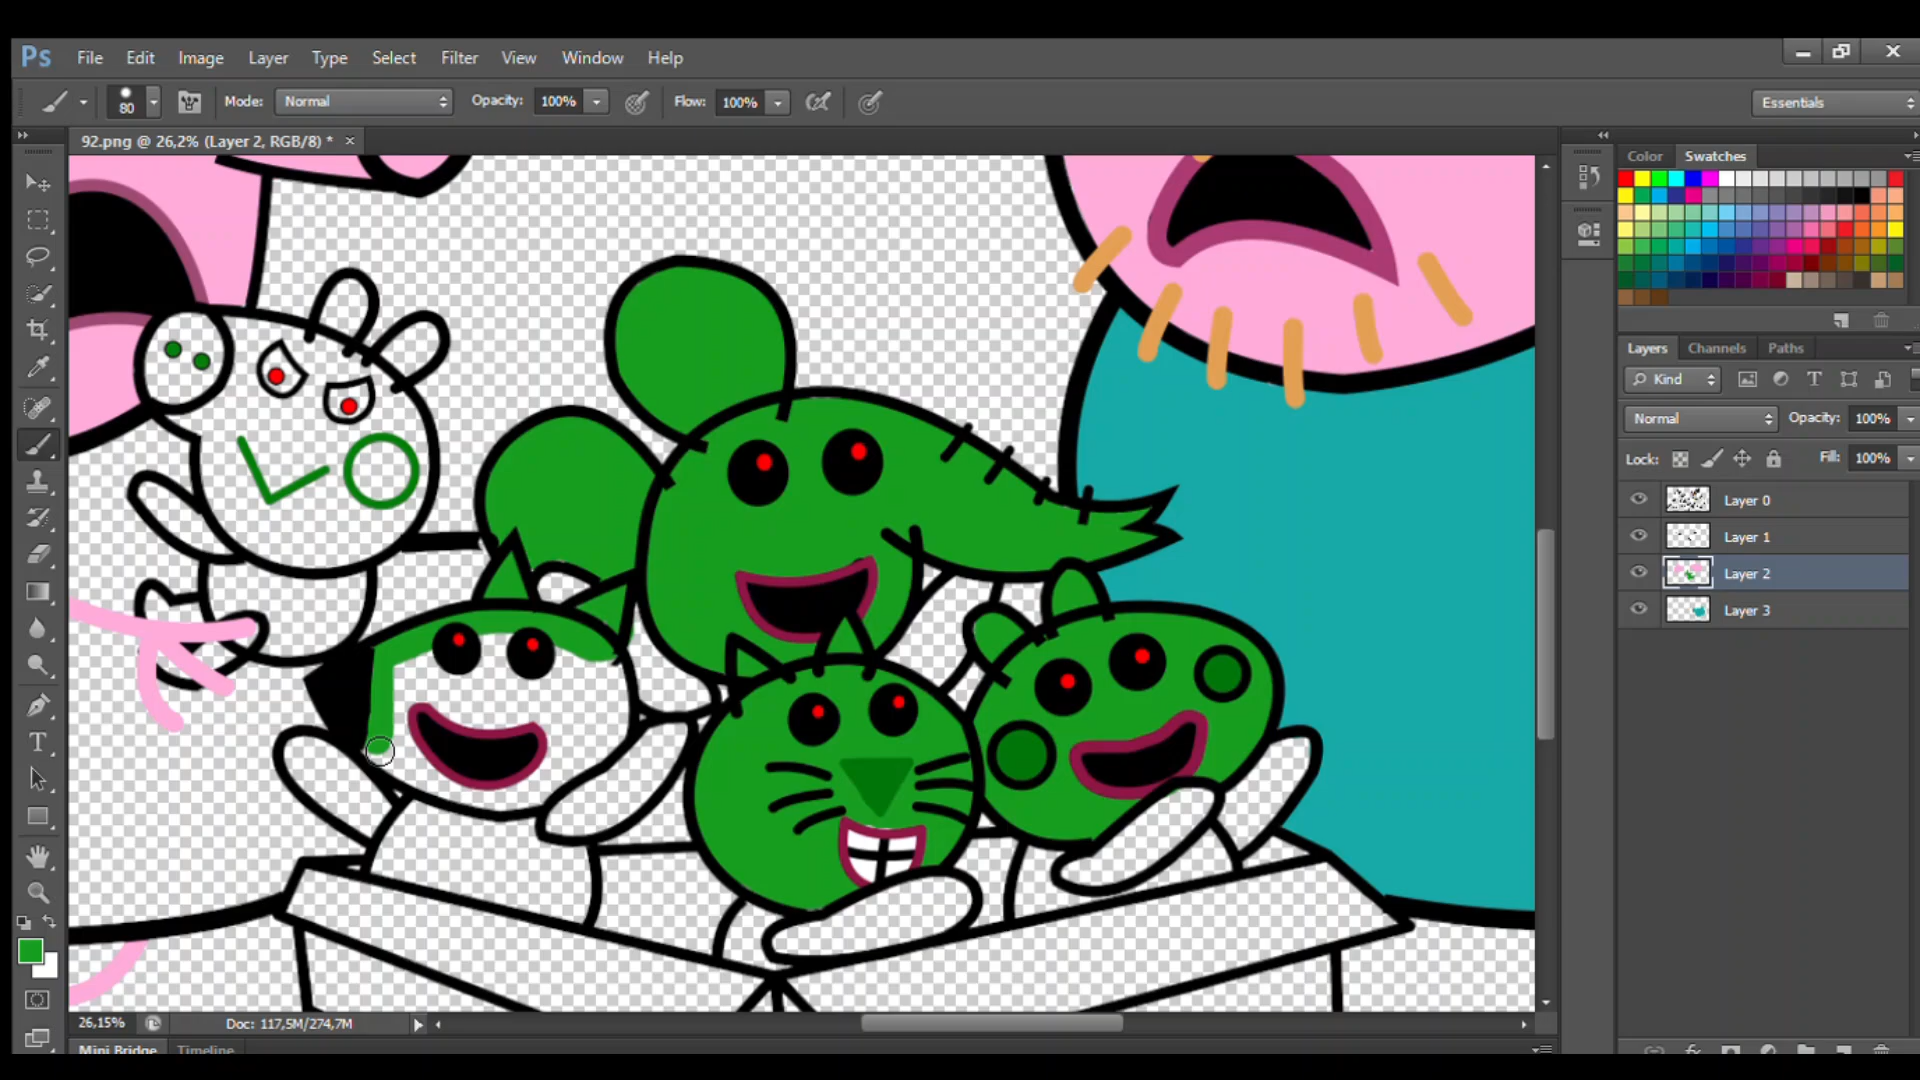 Ps File Edit Image Layer Type Select Filter View Window Help
80 Mode: Normal Opacity: 100% Flow: 100% Essentials
92.png @ 26,2% (Layer 2, RGB/8) * ×
Color Swatches
Layers Channels Paths
Kind T
Normal Opacity: 100%
Lock: Fill: 100%
Layer 0
Layer 1
Layer 2
Layer 3
26,15% Doc: 117,5M/274,7M
Mini Bridge Timeline